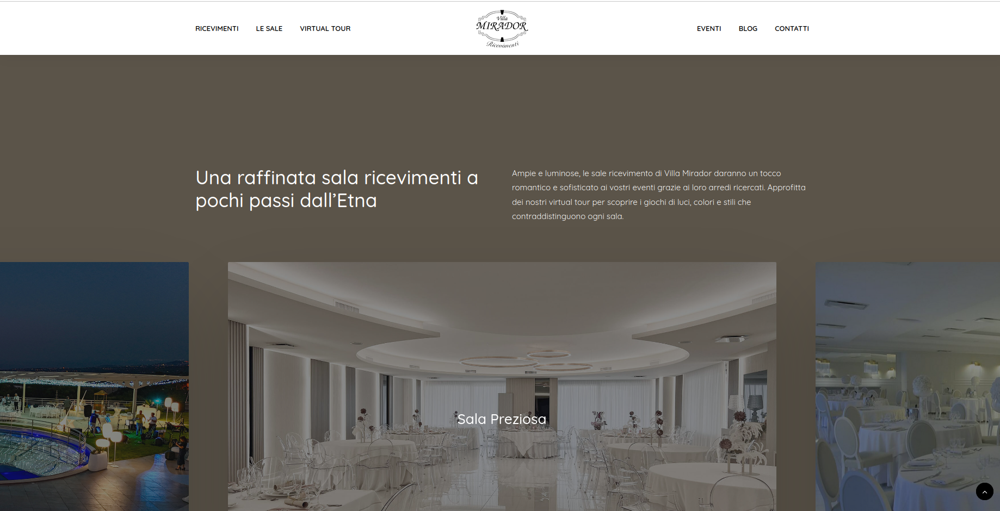 RICEVIMENTI LE SALE VIRTUAL TOUR
Villa
MIRADOR
Ricevimenti
EVENTI BLOG CONTATTI
Una raffinata sala ricevimenti a
pochi passi dall’Etna
Ampie e luminose, le sale ricevimento di Villa Mirador daranno un tocco
romantico e sofisticato ai vostri eventi grazie ai loro arredi ricercati. Approfitta
dei nostri virtual tour per scoprire i giochi di luci, colori e stili che
contraddistinguono ogni sala.
Sala Preziosa